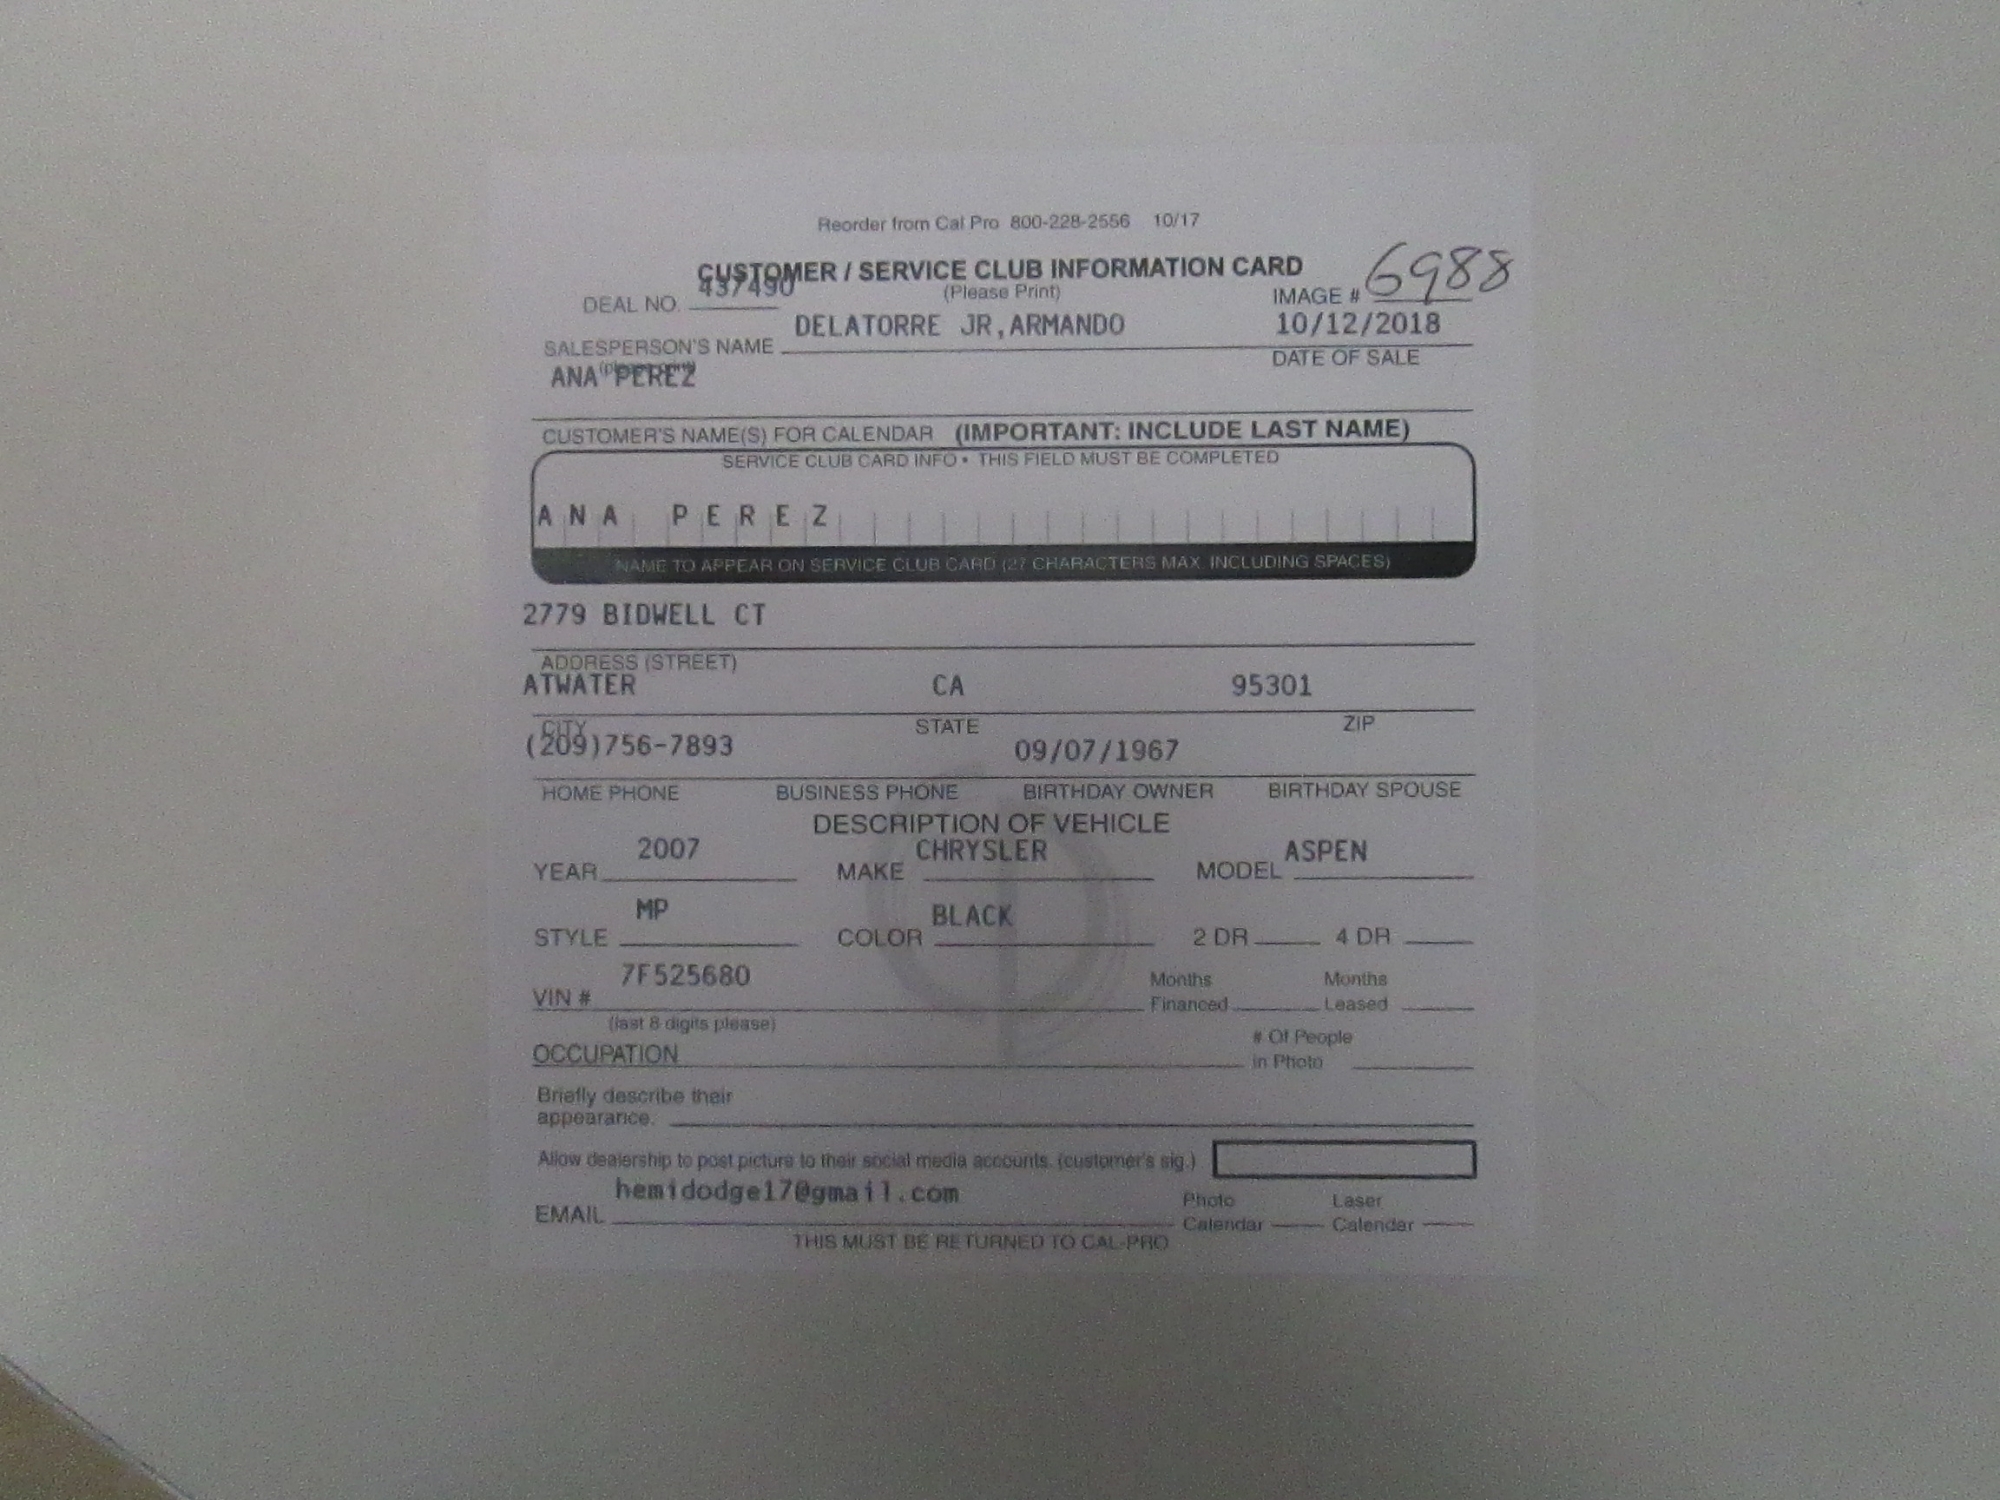 Reorder from Cal Pro 800-228-2556 10/17
CUSTOMER / SERVICE CLUB INFORMATION CARD
(Please Print)
DEAL NO. 437490
IMAGE # 6988
DELATORRE JR,ARMANDO 10/12/2018
SALESPERSON'S NAME DATE OF SALE
(please print)
ANA PEREZ
CUSTOMER'S NAME(S) FOR CALENDAR (IMPORTANT: INCLUDE LAST NAME)
SERVICE CLUB CARD INFO • THIS FIELD MUST BE COMPLETED
ANA PEREZ
NAME TO APPEAR ON SERVICE CLUB CARD (27 CHARACTERS MAX. INCLUDING SPACES)
2779 BIDWELL CT
ADDRESS (STREET)
ATWATER CA 95301
CITY STATE ZIP
(209)756-7893 09/07/1967
HOME PHONE BUSINESS PHONE BIRTHDAY OWNER BIRTHDAY SPOUSE
DESCRIPTION OF VEHICLE
YEAR 2007 MAKE CHRYSLER MODEL ASPEN
STYLE MP COLOR BLACK 2 DR 4 DR
VIN # 7F525680 Months Financed Months Leased
(last 8 digits please)
OCCUPATION # Of People in Photo
Briefly describe their
appearance.
Allow dealership to post picture to their social media accounts. (customer's sig.)
EMAIL hemidodge17@gmail.com Photo Calendar Laser Calendar
THIS MUST BE RETURNED TO CAL-PRO